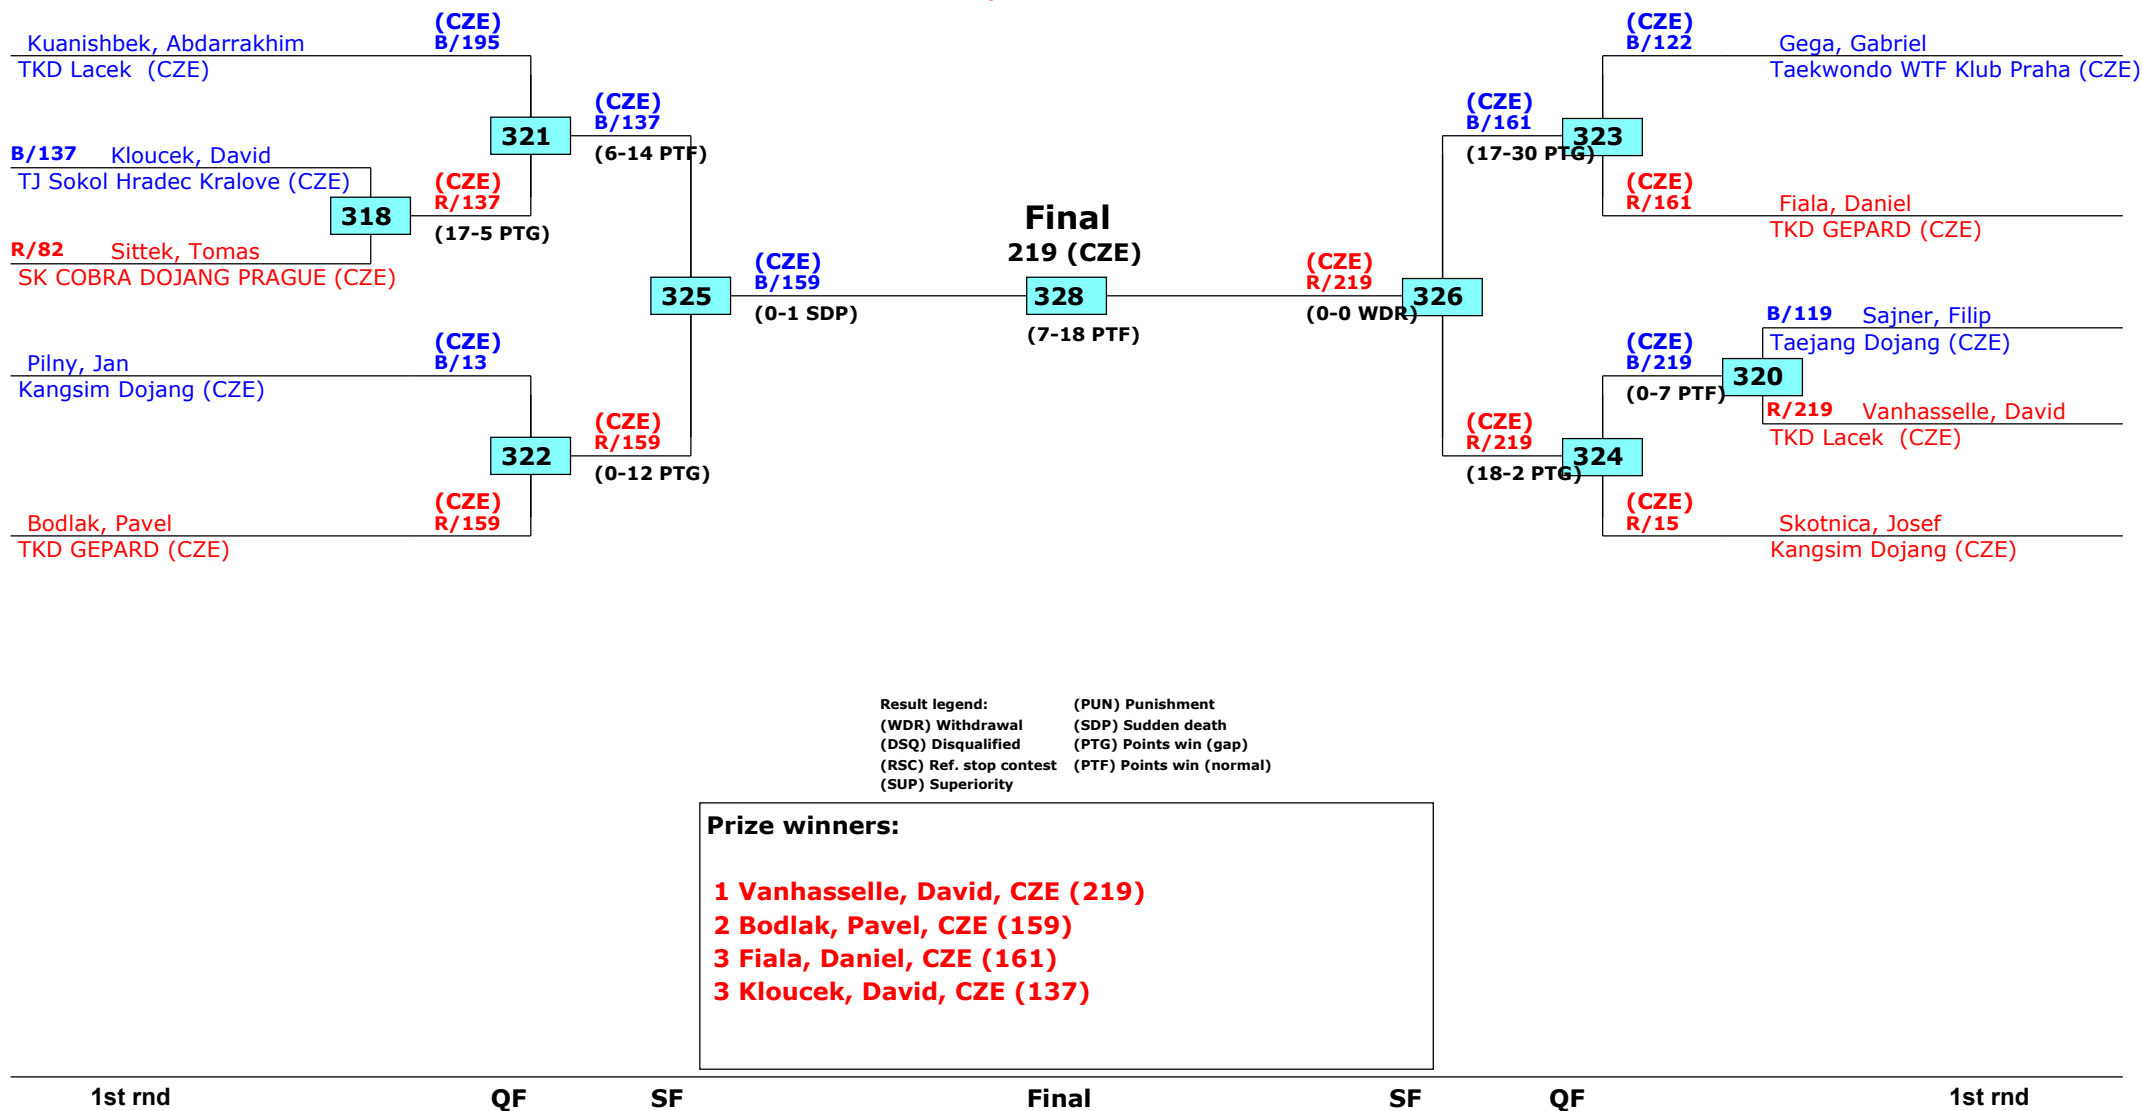 (CZE)
B/195
Kuanishbek, Abdarrakhim
TKD Lacek (CZE)
(CZE)
B/137
321
(6-14 PTF)
B/137 Kloucek, David
TJ Sokol Hradec Kralove (CZE)
(CZE)
R/137
318
(17-5 PTG)
R/82 Sittek, Tomas
SK COBRA DOJANG PRAGUE (CZE)
(CZE)
B/159
325
(0-1 SDP)
(CZE)
B/13
Pilny, Jan
Kangsim Dojang (CZE)
(CZE)
R/159
322
(0-12 PTG)
(CZE)
R/159
Bodlak, Pavel
TKD GEPARD (CZE)
Final
219 (CZE)
328
(7-18 PTF)
(CZE)
B/122
Gega, Gabriel
Taekwondo WTF Klub Praha (CZE)
(CZE)
B/161
323
(17-30 PTG)
(CZE)
R/161
Fiala, Daniel
TKD GEPARD (CZE)
(CZE)
R/219
326
(0-0 WDR)
B/119 Sajner, Filip
Taejang Dojang (CZE)
(CZE)
B/219
320
(0-7 PTF)
R/219 Vanhasselle, David
TKD Lacek (CZE)
(CZE)
R/219
324
(18-2 PTG)
(CZE)
R/15
Skotnica, Josef
Kangsim Dojang (CZE)
Result legend: (PUN) Punishment
(WDR) Withdrawal (SDP) Sudden death
(DSQ) Disqualified (PTG) Points win (gap)
(RSC) Ref. stop contest (PTF) Points win (normal)
(SUP) Superiority
Prize winners:
1 Vanhasselle, David, CZE (219)
2 Bodlak, Pavel, CZE (159)
3 Fiala, Daniel, CZE (161)
3 Kloucek, David, CZE (137)
1st rnd QF SF Final SF QF 1st rnd